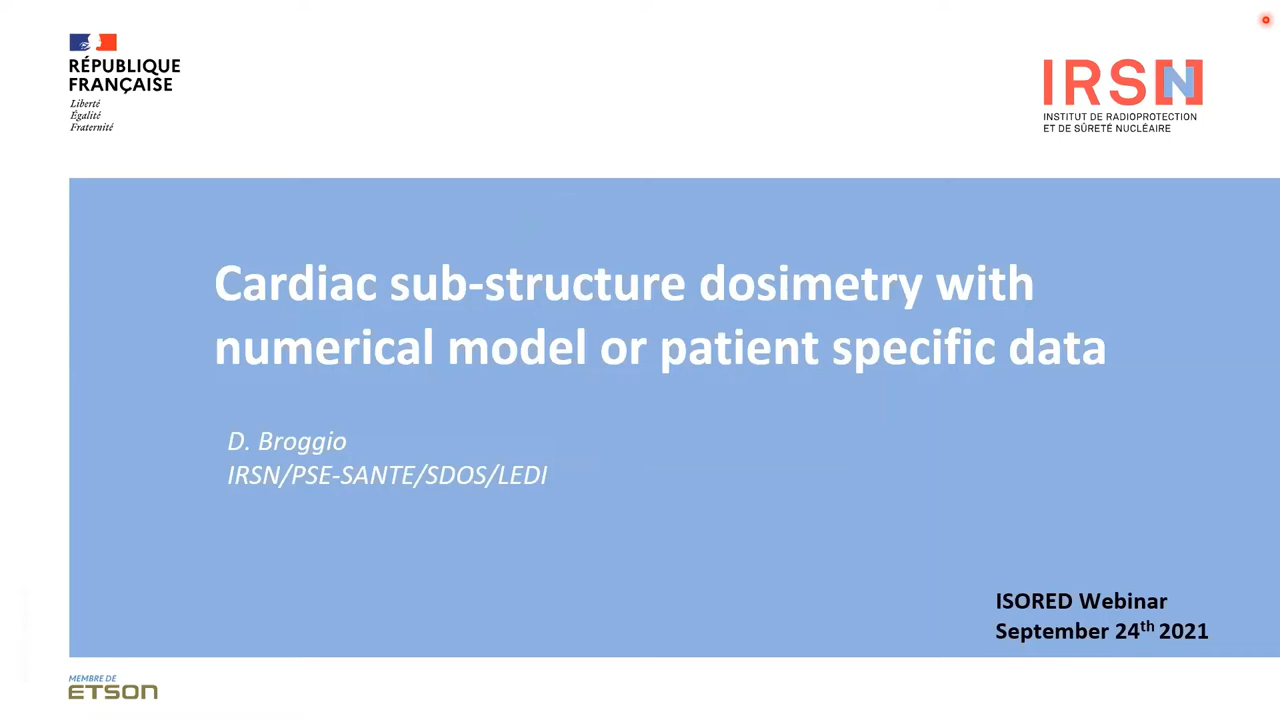 RÉPUBLIQUE
FRANÇAISE
Liberté
Égalité
Fraternité
IRSN
INSTITUT DE RADIOPROTECTION
ET DE SÛRETÉ NUCLÉAIRE
Cardiac sub-structure dosimetry with
numerical model or patient specific data
D. Broggio
IRSN/PSE-SANTE/SDOS/LEDI
ISORED Webinar
September 24th 2021
MEMBRE DE
ETSON